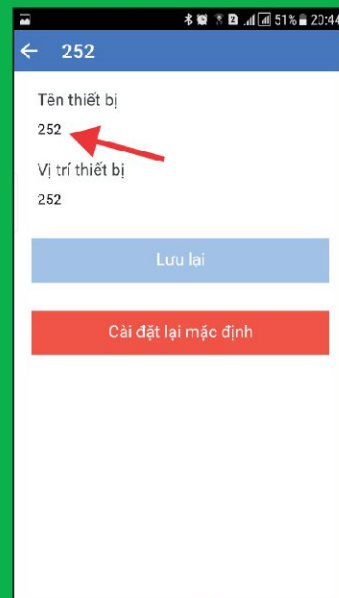 51% 20:44
252
Tên thiết bị
252
Vị trí thiết bị
252
Lưu lại
Cài đặt lại mặc định